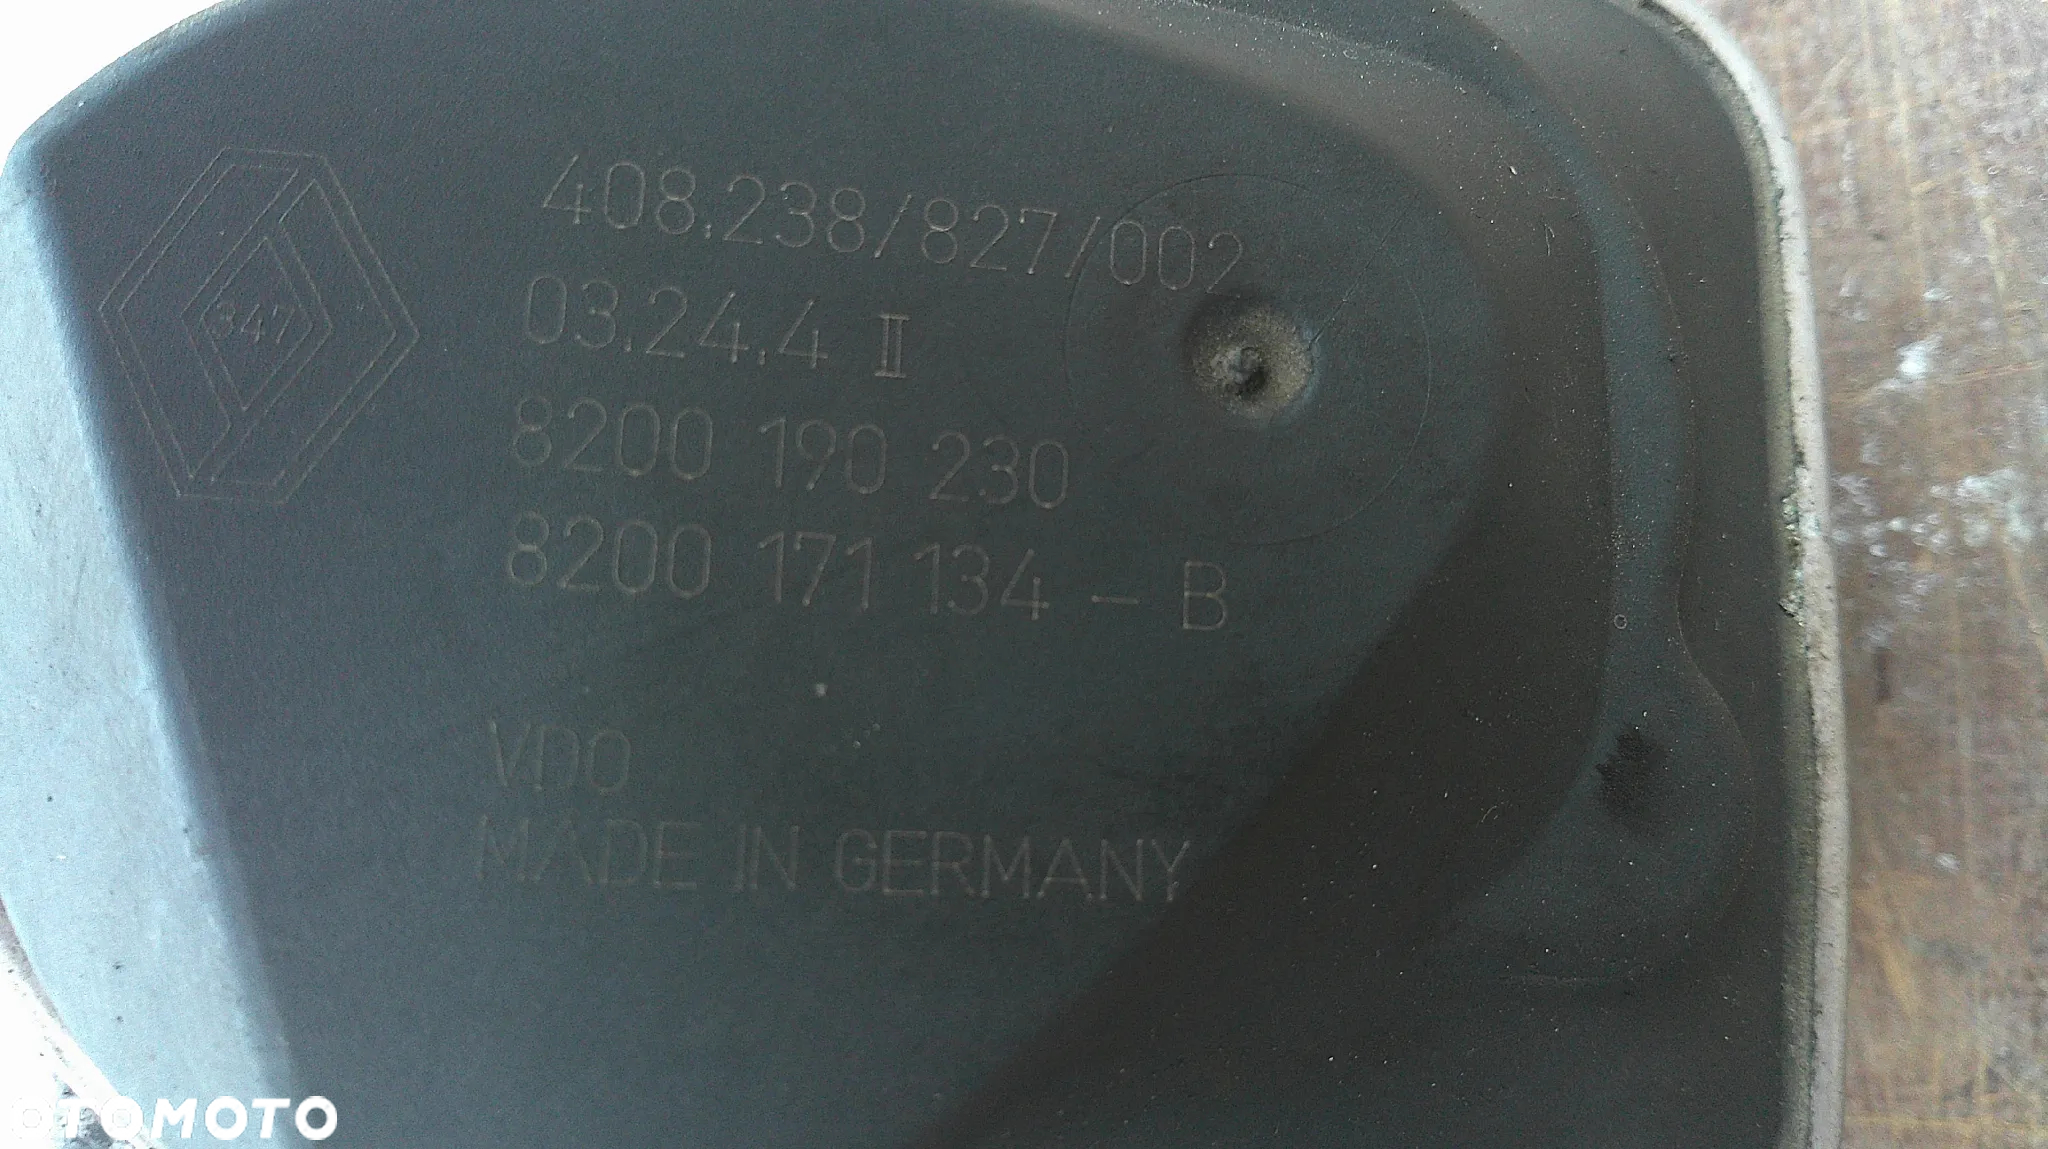 347
408.238/827/002
03.24.4 II
8200 190 230
8200 171 134 - B
VDO
MADE IN GERMANY
OTOMOTO